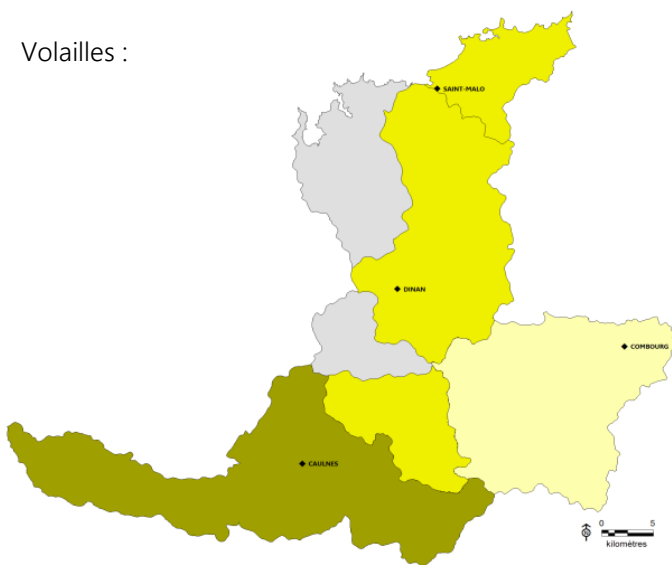 Volailles :
SAINT-MALO
DINAN
COMBOURG
CAULNES
0 5
kilomètres